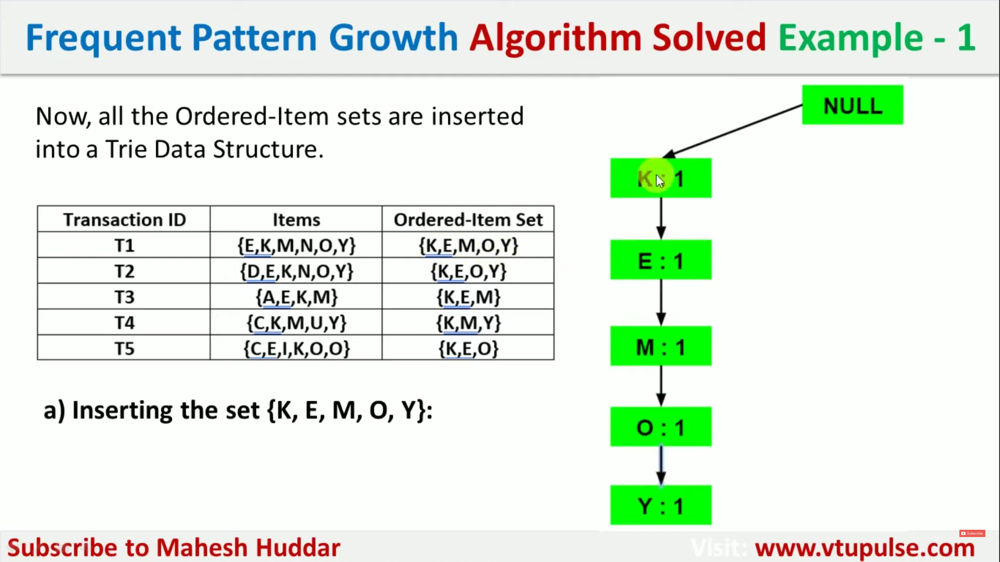 Frequent Pattern Growth Algorithm Solved Example - 1
Now, all the Ordered-Item sets are inserted
into a Trie Data Structure.
Transaction ID Items Ordered-Item Set
T1 {E,K,M,N,O,Y} {K,E,M,O,Y}
T2 {D,E,K,N,O,Y} {K,E,O,Y}
T3 {A,E,K,M} {K,E,M}
T4 {C,K,M,U,Y} {K,M,Y}
T5 {C,E,I,K,O,O} {K,E,O}
a) Inserting the set {K, E, M, O, Y}:
NULL
K : 1
E : 1
M : 1
O : 1
Y : 1
Subscribe
Subscribe to Mahesh Huddar
Visit: www.vtupulse.com